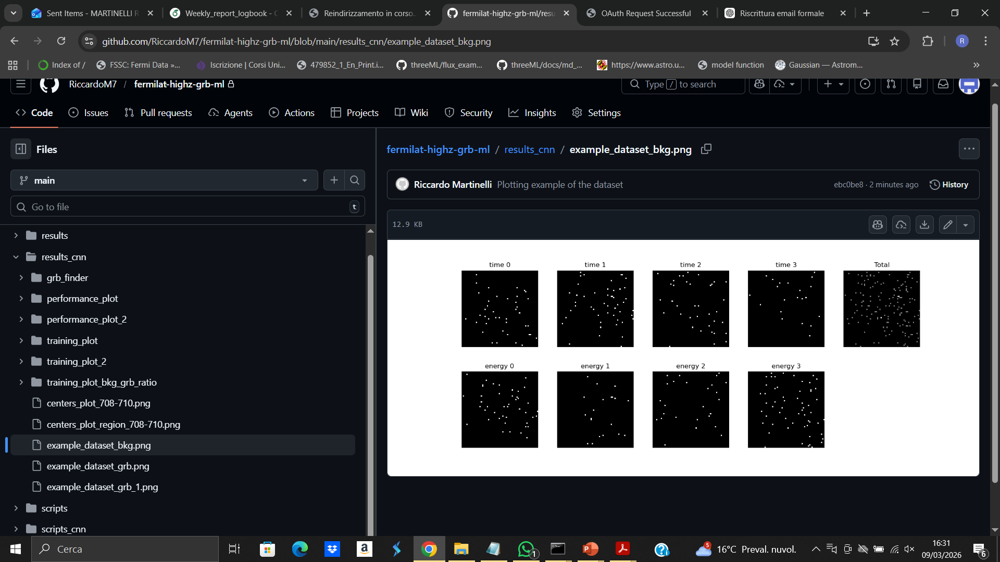 Sent Items - MARTINELLI R
Weekly_report_logbook - O
Reindirizzamento in corso...
fermilat-highz-grb-ml/resu
OAuth Request Successful
Riscrittura email formale
github.com/RiccardoM7/fermilat-highz-grb-ml/blob/main/results_cnn/example_dataset_bkg.png
R
Index of /
FSSC: Fermi Data »...
Iscrizione | Corsi Uni...
479852_1_En_Print.i...
threeML/flux_exam...
threeML/docs/md_...
https://www.astro.u...
model function
Gaussian — Astrom...
»
RiccardoM7 / fermilat-highz-grb-ml
Type / to search
Code
Issues
Pull requests
Agents
Actions
Projects
Wiki
Security
Insights
Settings
Files
main
Go to file
t
results
results_cnn
grb_finder
performance_plot
performance_plot_2
training_plot
training_plot_2
training_plot_bkg_grb_ratio
centers_plot_708-710.png
centers_plot_region_708-710.png
example_dataset_bkg.png
example_dataset_grb.png
example_dataset_grb_1.png
scripts
scripts_cnn
fermilat-highz-grb-ml / results_cnn / example_dataset_bkg.png
Riccardo Martinelli Plotting example of the dataset
ebc0be8 · 2 minutes ago
History
12.9 KB
time 0
time 1
time 2
time 3
Total
energy 0
energy 1
energy 2
energy 3
Cerca
a
1
P
?
5
16°C Preval. nuvol.
16:31
09/03/2026
6